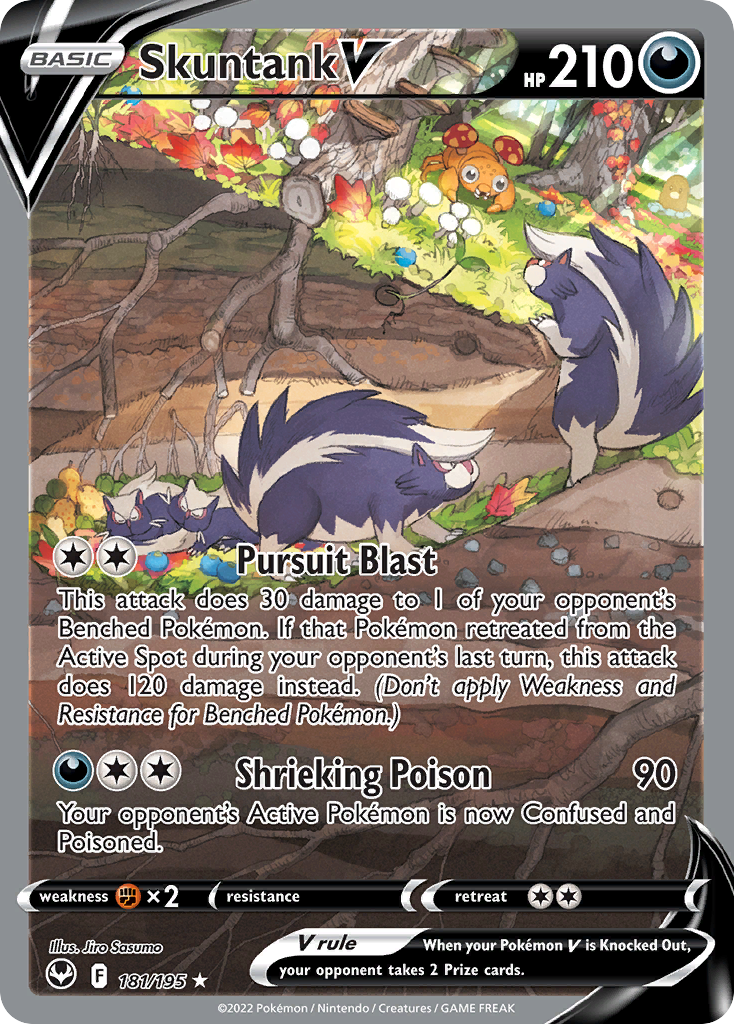 BASIC
Skuntank V
HP 210
Pursuit Blast
This attack does 30 damage to 1 of your opponent's
Benched Pokémon. If that Pokémon retreated from the
Active Spot during your opponent's last turn, this attack
does 120 damage instead. (Don't apply Weakness and
Resistance for Benched Pokémon.)
Shrieking Poison 90
Your opponent's Active Pokémon is now Confused and
Poisoned.
weakness ×2 resistance retreat
Illus. Jiro Sasumo
V rule When your Pokémon V is Knocked Out,
your opponent takes 2 Prize cards.
F 181/195 ★
©2022 Pokémon / Nintendo / Creatures / GAME FREAK